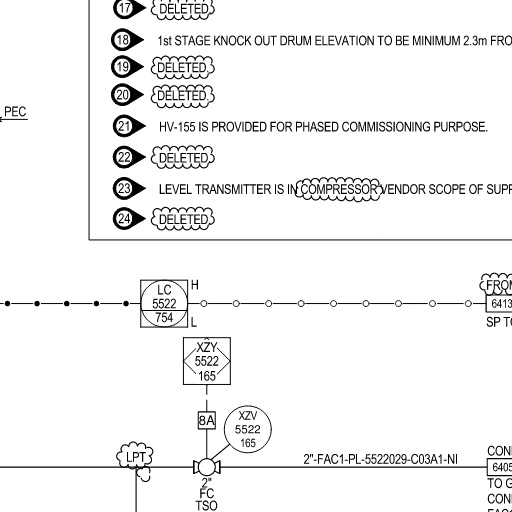 17 DELETED
18 1st STAGE KNOCK OUT DRUM ELEVATION TO BE MINIMUM 2.3m FRO
19 DELETED
20 DELETED
PEC
21 HV-155 IS PROVIDED FOR PHASED COMMISSIONING PURPOSE.
22 DELETED
23 LEVEL TRANSMITTER IS IN COMPRESSOR VENDOR SCOPE OF SUPP
24 DELETED
LC
5522
754
H
L
FROM
6413
SP TO
XZY
5522
165
8A
XZV
5522
165
LPT
2"
FC
TSO
2"-FAC1-PL-5522029-C03A1-NI
CONI
6405
TO G
CONI